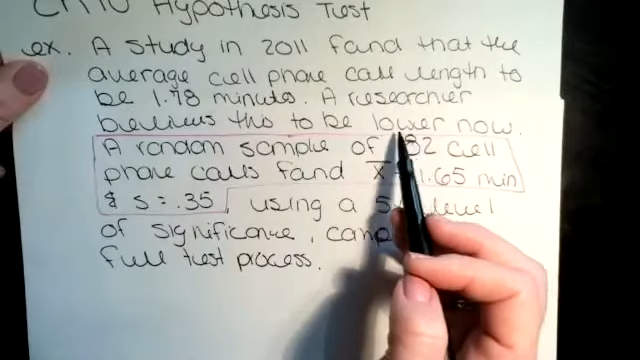 CH10 Hypothesis Test
ex. A study in 2011 found that the
average cell phone call length to
be 1.78 minutes. A researcher
believes this to be lower now.
A random sample of 82 cell
phone calls found x̄ = 1.65 min
& s = .35, using a 5% level
of significance,
full test process.